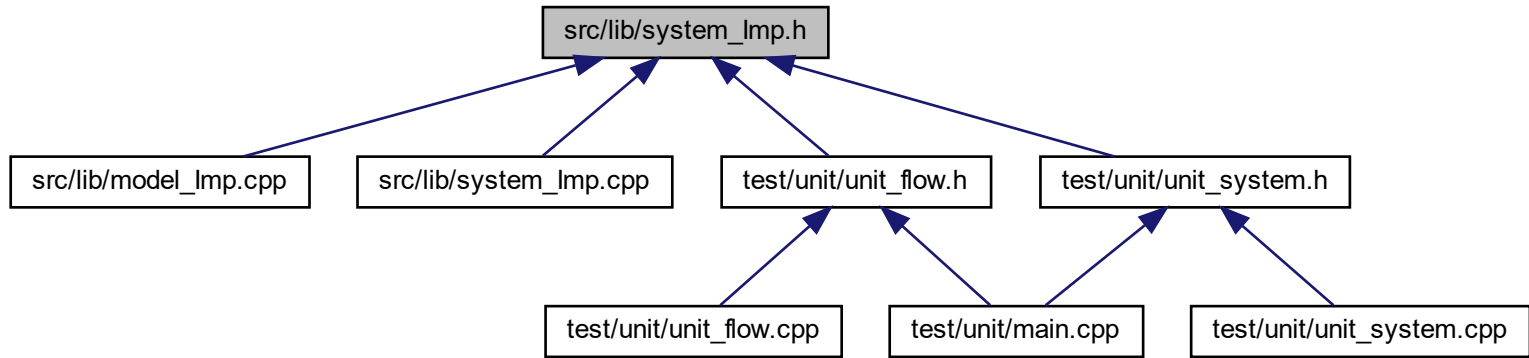 src/lib/system_Imp.h
src/lib/model_Imp.cpp
src/lib/system_Imp.cpp
test/unit/unit_flow.h
test/unit/unit_system.h
test/unit/unit_flow.cpp
test/unit/main.cpp
test/unit/unit_system.cpp